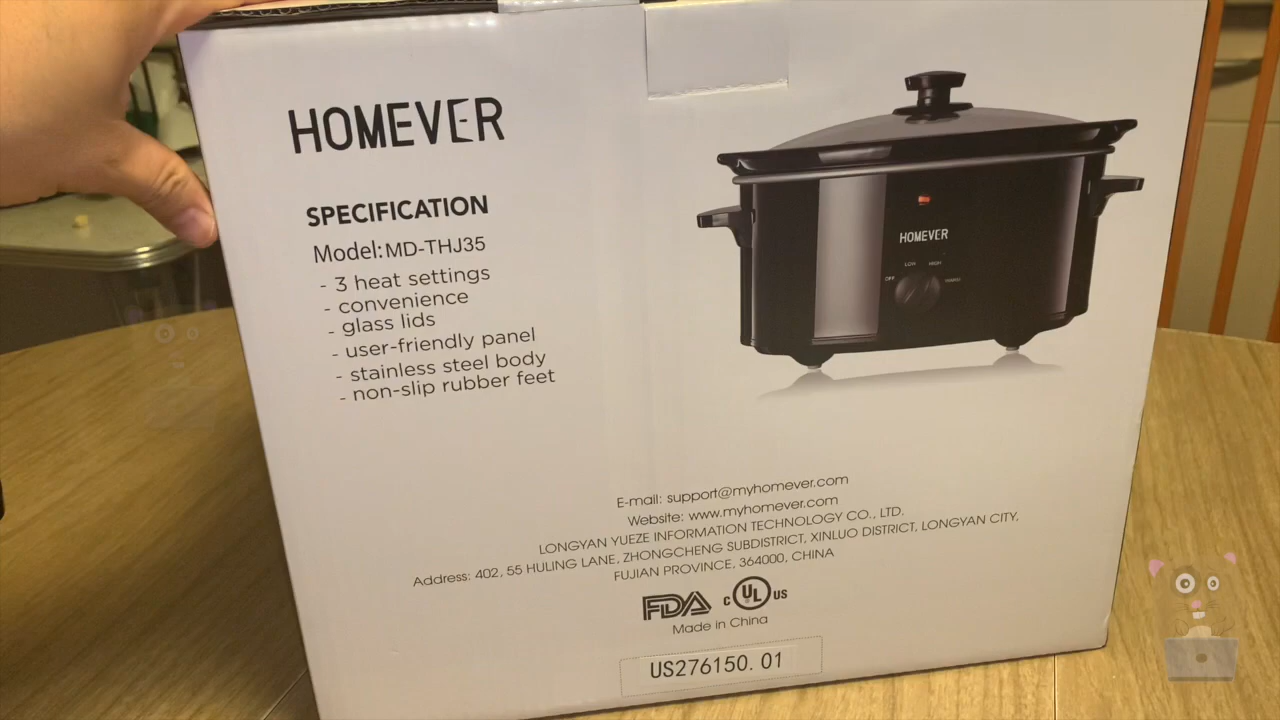 HOMEVER
SPECIFICATION
Model:MD-THJ35
- 3 heat settings
- convenience
- glass lids
- user-friendly panel
- stainless steel body
- non-slip rubber feet
HOMEVER
OFF LOW HIGH WARM
E-mail: support@myhomever.com
Website: www.myhomever.com
LONGYAN YUEZE INFORMATION TECHNOLOGY CO., LTD.
Address: 402, 55 HULING LANE, ZHONGCHENG SUBDISTRICT, XINLUO DISTRICT, LONGYAN CITY,
FUJIAN PROVINCE, 364000, CHINA
FDA C UL US
Made in China
US276150.01